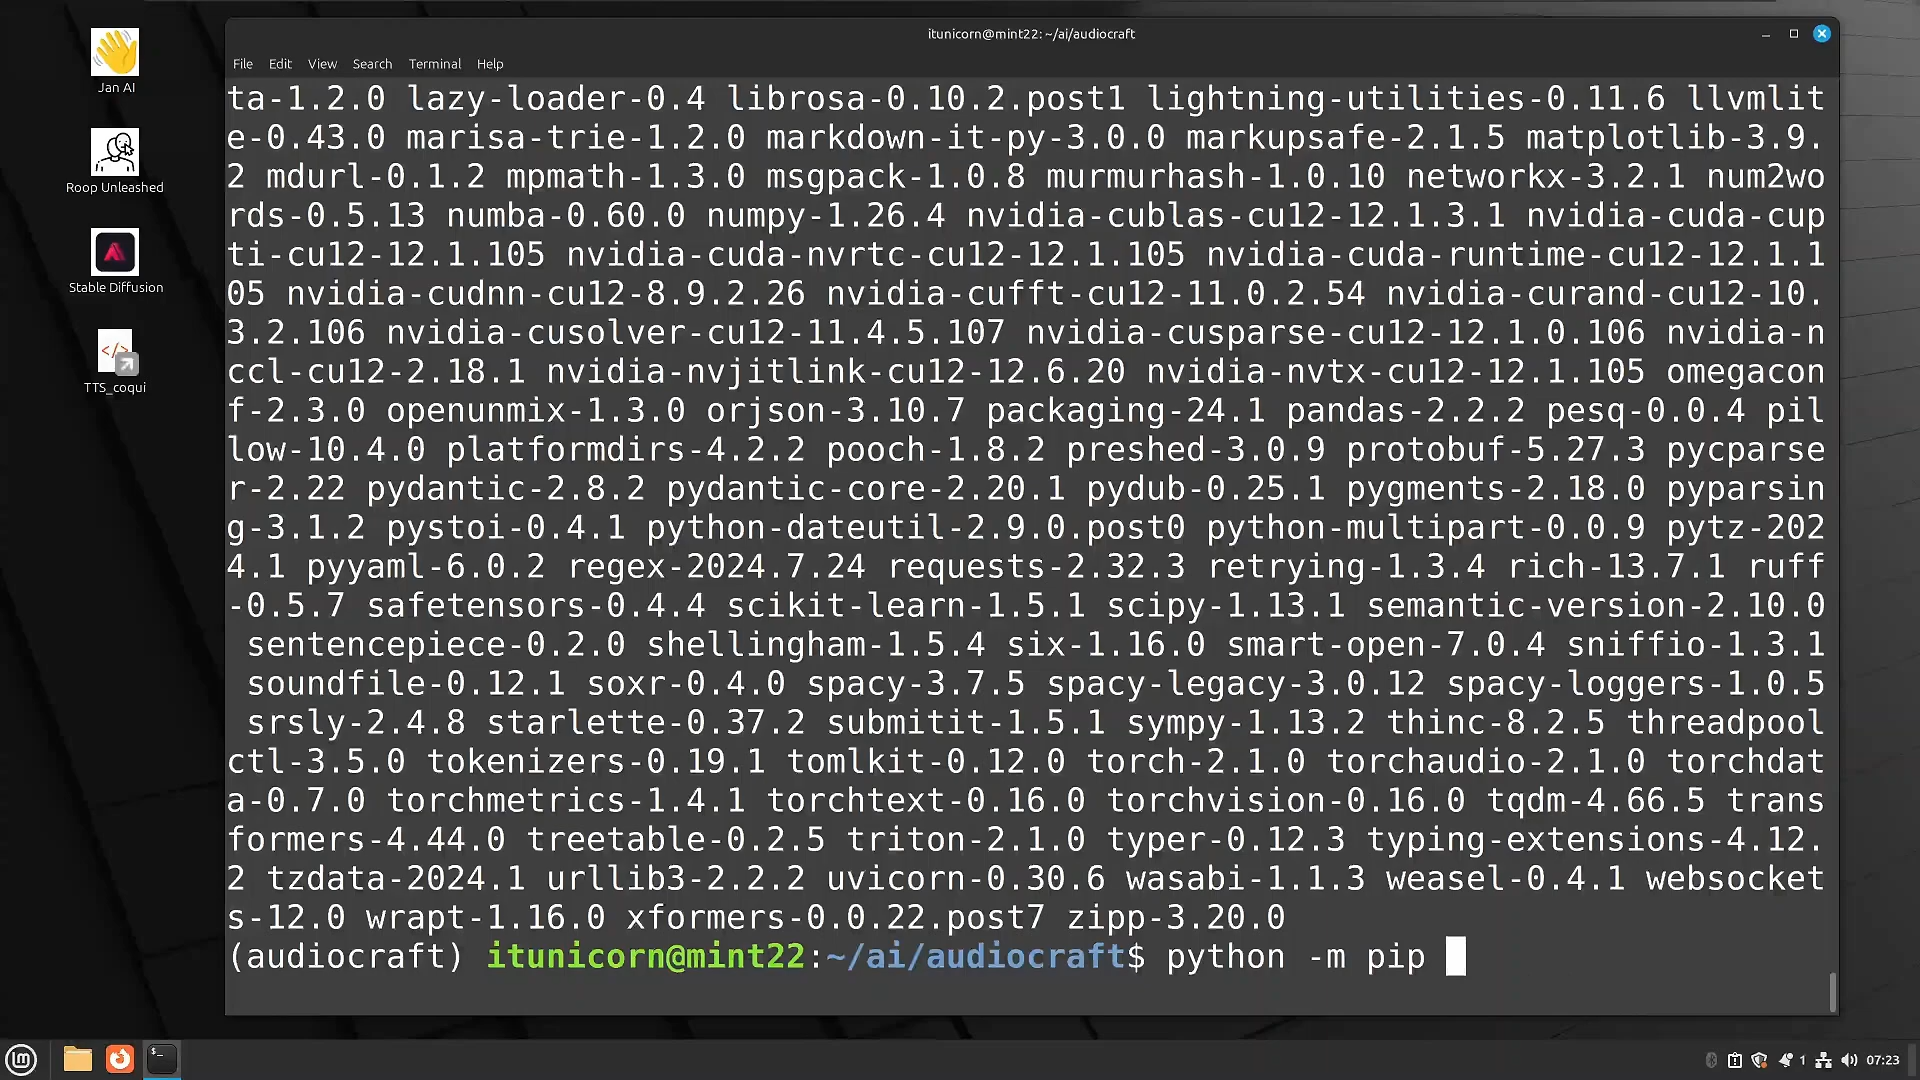 itunicorn@mint22: ~/ai/audiocraft
File Edit View Search Terminal Help
Jan AI
Roop Unleashed
Stable Diffusion
</>
TTS_coqui
ta-1.2.0 lazy-loader-0.4 librosa-0.10.2.post1 lightning-utilities-0.11.6 llvmlit
e-0.43.0 marisa-trie-1.2.0 markdown-it-py-3.0.0 markupsafe-2.1.5 matplotlib-3.9.
2 mdurl-0.1.2 mpmath-1.3.0 msgpack-1.0.8 murmurhash-1.0.10 networkx-3.2.1 num2wo
rds-0.5.13 numba-0.60.0 numpy-1.26.4 nvidia-cublas-cu12-12.1.3.1 nvidia-cuda-cup
ti-cu12-12.1.105 nvidia-cuda-nvrtc-cu12-12.1.105 nvidia-cuda-runtime-cu12-12.1.1
05 nvidia-cudnn-cu12-8.9.2.26 nvidia-cufft-cu12-11.0.2.54 nvidia-curand-cu12-10.
3.2.106 nvidia-cusolver-cu12-11.4.5.107 nvidia-cusparse-cu12-12.1.0.106 nvidia-n
ccl-cu12-2.18.1 nvidia-nvjitlink-cu12-12.6.20 nvidia-nvtx-cu12-12.1.105 omegacon
f-2.3.0 openunmix-1.3.0 orjson-3.10.7 packaging-24.1 pandas-2.2.2 pesq-0.0.4 pil
low-10.4.0 platformdirs-4.2.2 pooch-1.8.2 preshed-3.0.9 protobuf-5.27.3 pycparse
r-2.22 pydantic-2.8.2 pydantic-core-2.20.1 pydub-0.25.1 pygments-2.18.0 pyparsin
g-3.1.2 pystoi-0.4.1 python-dateutil-2.9.0.post0 python-multipart-0.0.9 pytz-202
4.1 pyyaml-6.0.2 regex-2024.7.24 requests-2.32.3 retrying-1.3.4 rich-13.7.1 ruff
-0.5.7 safetensors-0.4.4 scikit-learn-1.5.1 scipy-1.13.1 semantic-version-2.10.0
sentencepiece-0.2.0 shellingham-1.5.4 six-1.16.0 smart-open-7.0.4 sniffio-1.3.1
soundfile-0.12.1 soxr-0.4.0 spacy-3.7.5 spacy-legacy-3.0.12 spacy-loggers-1.0.5
srsly-2.4.8 starlette-0.37.2 submitit-1.5.1 sympy-1.13.2 thinc-8.2.5 threadpool
ctl-3.5.0 tokenizers-0.19.1 tomlkit-0.12.0 torch-2.1.0 torchaudio-2.1.0 torchdat
a-0.7.0 torchmetrics-1.4.1 torchtext-0.16.0 torchvision-0.16.0 tqdm-4.66.5 trans
formers-4.44.0 treetable-0.2.5 triton-2.1.0 typer-0.12.3 typing-extensions-4.12.
2 tzdata-2024.1 urllib3-2.2.2 uvicorn-0.30.6 wasabi-1.1.3 weasel-0.4.1 websocket
s-12.0 wrapt-1.16.0 xformers-0.0.22.post7 zipp-3.20.0
(audiocraft) itunicorn@mint22:~/ai/audiocraft$ python -m pip
1 07:23